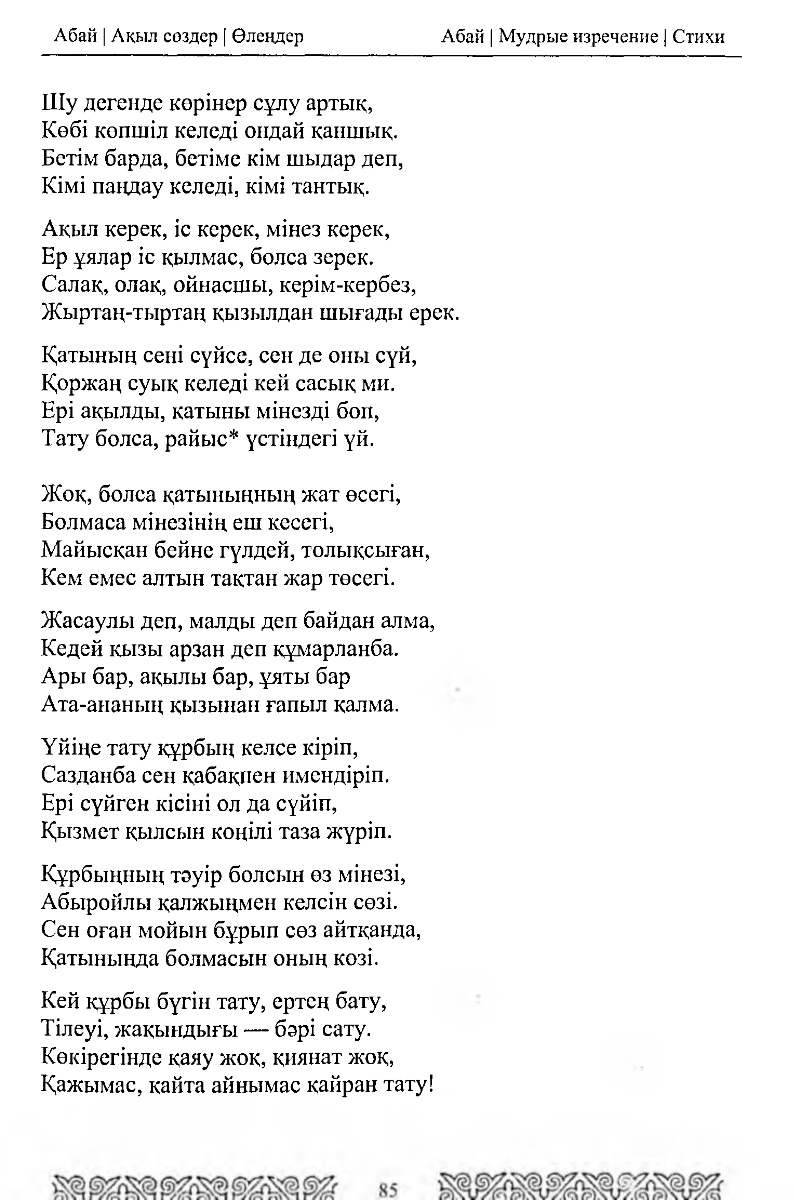 Абай | Ақыл сөздер | Өлеңдер
Абай | Мудрые изречение | Стихи
Шу дегенде көрінер сұлу артық,
Көбі көпшіл келеді ондай қаншық.
Бетім барда, бетіме кім шыдар деп,
Кімі паңдау келеді, кімі тантық.
Ақыл керек, іс керек, мінез керек,
Ер ұялар іс қылмас, болса зерек.
Салақ, олақ, ойнасшы, керім-кербез,
Жыртаң-тыртаң қызылдан шығады ерек.
Қатының сені сүйсе, сен де оны сүй,
Қоржаң суық келеді кей сасық ми.
Ері ақылды, қатыны мінезді боп,
Тату болса, райыс* үстіндегі үй.
Жоқ, болса қатыныңның жат өсегі,
Болмаса мінезінің еш кесегі,
Майысқан бейне гүлдей, толықсыған,
Кем емес алтын тақтан жар төсегі.
Жасаулы деп, малды деп байдан алма,
Кедей қызы арзан деп құмарланба.
Ары бар, ақылы бар, ұяты бар
Ата-ананың қызынан ғапыл қалма.
Үйіңе тату құрбың келсе кіріп,
Сазданба сен қабақпен имендіріп.
Ері сүйген кісіні ол да сүйіп,
Қызмет қылсын көңілі таза жүріп.
Құрбыңның тәуір болсын өз мінезі,
Абыройлы қалжыңмен келсін сөзі.
Сен оған мойын бұрып сөз айтқанда,
Қатыныңда болмасын оның көзі.
Кей құрбы бүгін тату, ертең бату,
Тілеуі, жақындығы — бәрі сату.
Көкірегінде қаяу жоқ, қиянат жоқ,
Қажымас, қайта айнымас қайран тату!
85